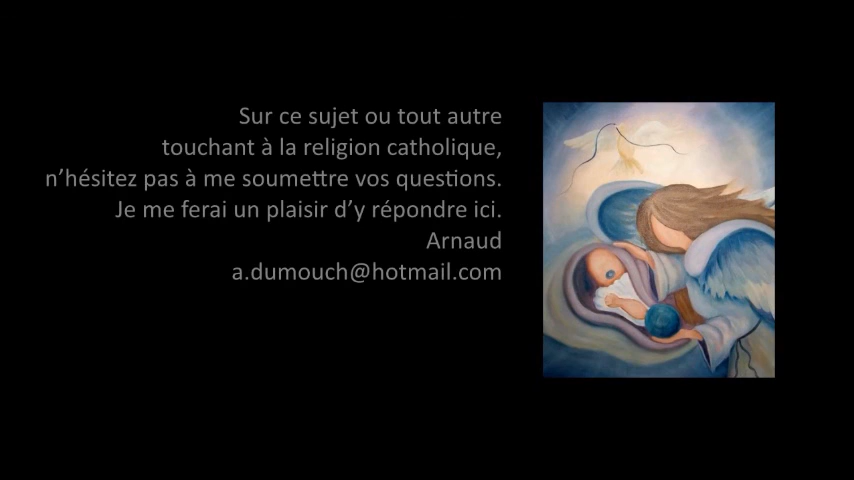 Sur ce sujet ou tout autre
touchant à la religion catholique,
n’hésitez pas à me soumettre vos questions.
Je me ferai un plaisir d’y répondre ici.
Arnaud
a.dumouch@hotmail.com